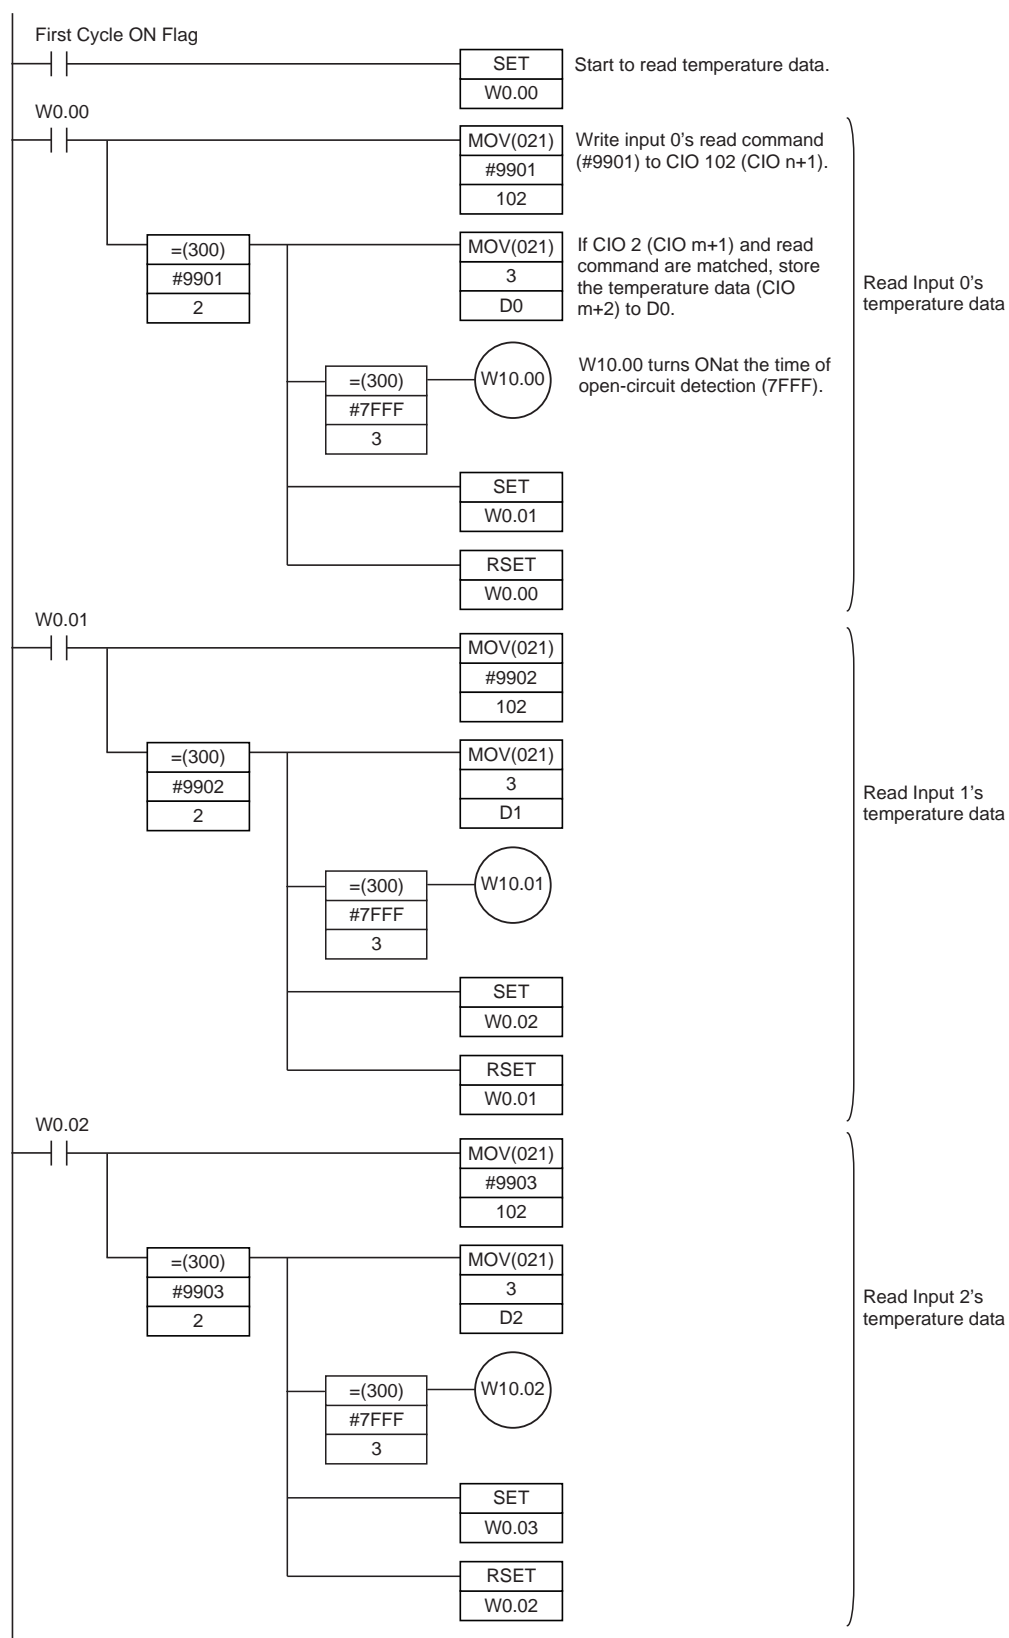 First Cycle ON Flag
SET
W0.00
Start to read temperature data.
W0.00
MOV(021)
#9901
102
Write input 0's read command
(#9901) to CIO 102 (CIO n+1).
=(300)
#9901
2
MOV(021)
3
D0
If CIO 2 (CIO m+1) and read
command are matched, store
the temperature data (CIO
m+2) to D0.
Read Input 0's
temperature data
=(300)
#7FFF
3
W10.00
W10.00 turns ONat the time of
open-circuit detection (7FFF).
SET
W0.01
RSET
W0.00
W0.01
MOV(021)
#9902
102
=(300)
#9902
2
MOV(021)
3
D1
Read Input 1's
temperature data
=(300)
#7FFF
3
W10.01
SET
W0.02
RSET
W0.01
W0.02
MOV(021)
#9903
102
=(300)
#9903
2
MOV(021)
3
D2
Read Input 2's
temperature data
=(300)
#7FFF
3
W10.02
SET
W0.03
RSET
W0.02